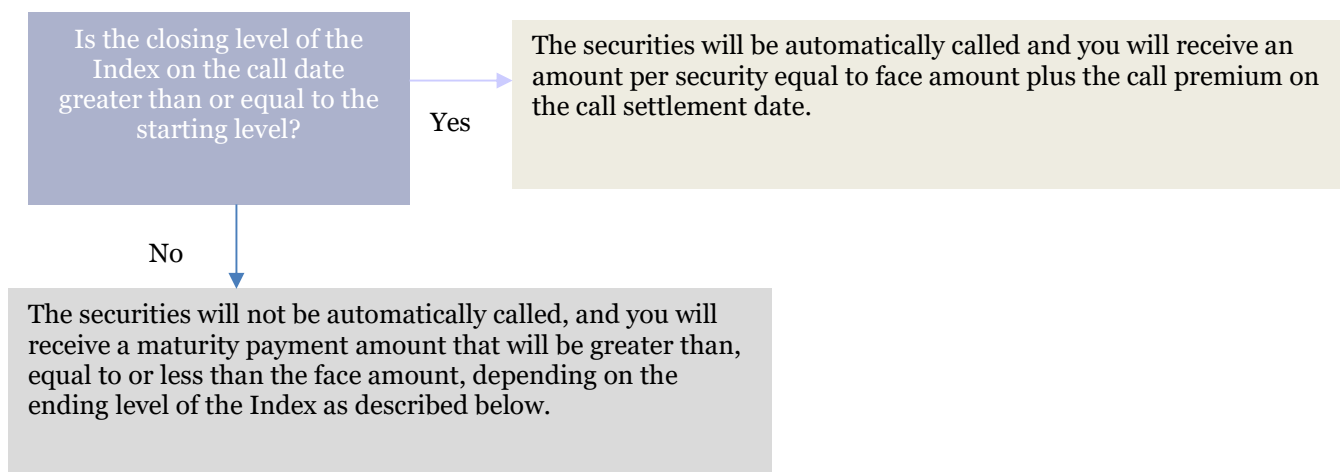 Is the closing level of the
Index on the call date
greater than or equal to the
starting level?
Yes
The securities will be automatically called and you will receive an
amount per security equal to face amount plus the call premium on
the call settlement date.
No
The securities will not be automatically called, and you will
receive a maturity payment amount that will be greater than,
equal to or less than the face amount, depending on the
ending level of the Index as described below.